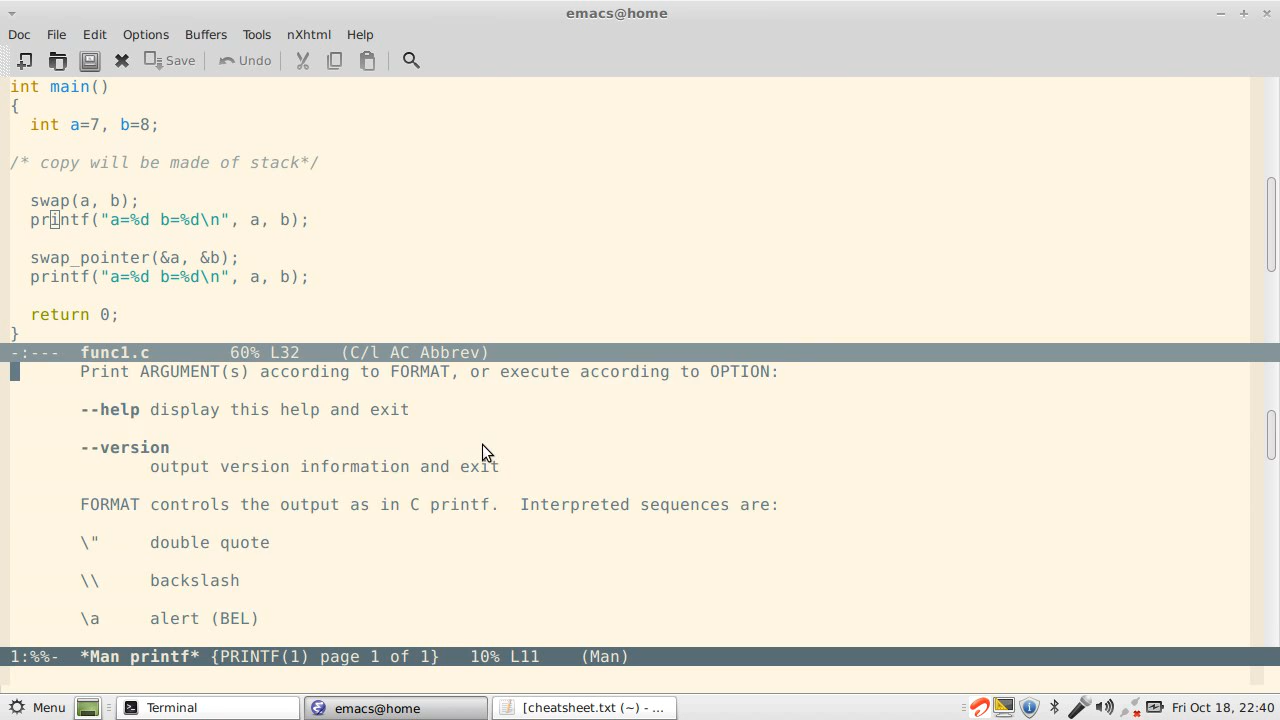 emacs@home
Doc File Edit Options Buffers Tools nXhtml Help
Save Undo
int main()
{
  int a=7, b=8;
/* copy will be made of stack*/
  swap(a, b);
  printf("a=%d b=%d\n", a, b);
  swap_pointer(&a, &b);
  printf("a=%d b=%d\n", a, b);
  return 0;
}
-:---  func1.c        60% L32    (C/l AC Abbrev)
       Print ARGUMENT(s) according to FORMAT, or execute according to OPTION:
       --help display this help and exit
       --version
              output version information and exit
       FORMAT controls the output as in C printf.  Interpreted sequences are:
       \"     double quote
       \\     backslash
       \a     alert (BEL)
1:%%-  *Man printf* {PRINTF(1) page 1 of 1}   10% L11    (Man)
Menu Terminal emacs@home [cheatsheet.txt (~) - ... Fri Oct 18, 22:40